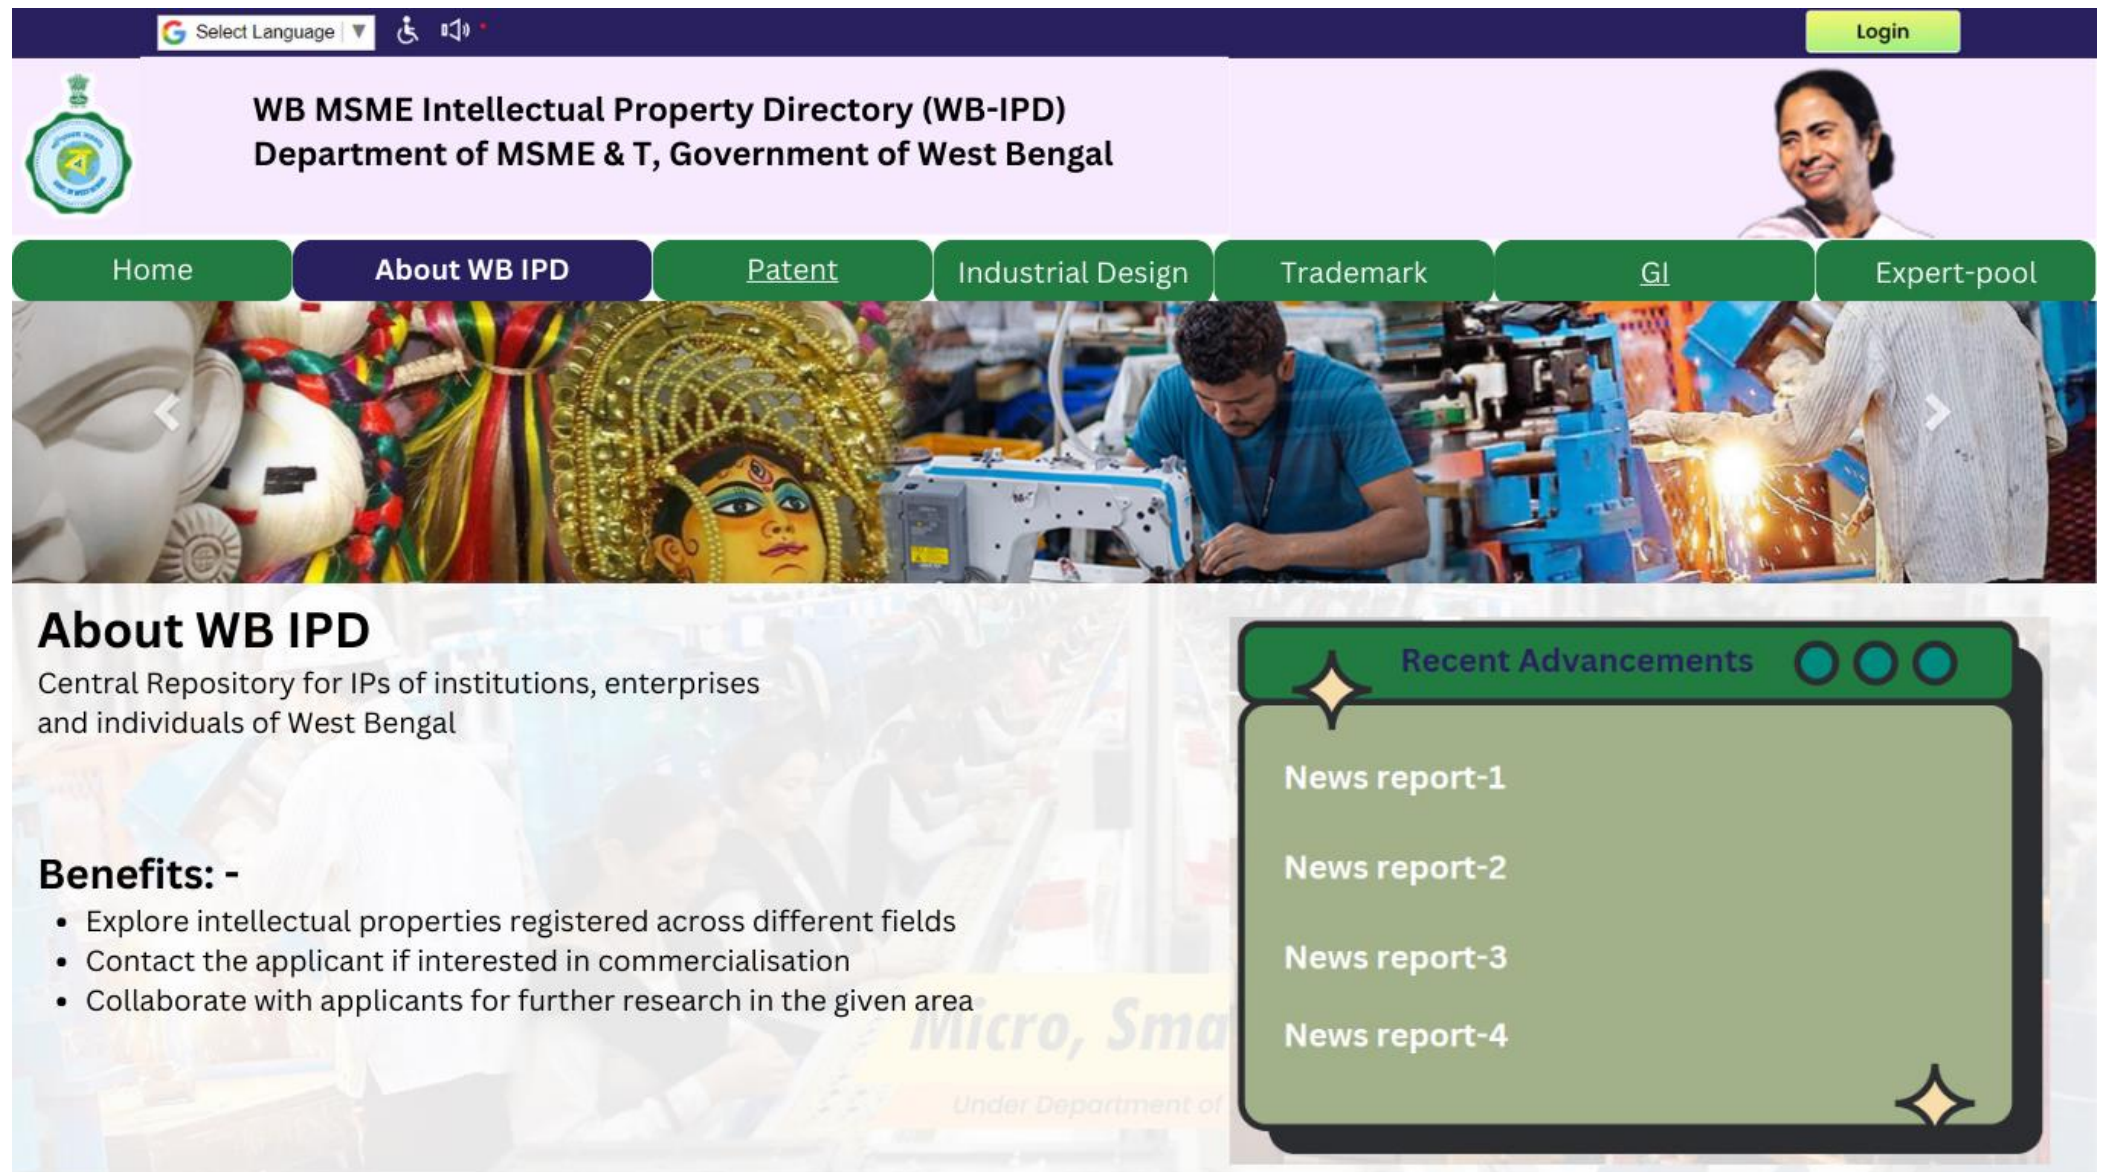 Select Language ▼
Login
WB MSME Intellectual Property Directory (WB-IPD)
Department of MSME & T, Government of West Bengal
Home
About WB IPD
Patent
Industrial Design
Trademark
GI
Expert-pool
About WB IPD
Central Repository for IPs of institutions, enterprises
and individuals of West Bengal
Benefits: -
• Explore intellectual properties registered across different fields
• Contact the applicant if interested in commercialisation
• Collaborate with applicants for further research in the given area
Micro, Sma
Under Department of
Recent Advancements
News report-1
News report-2
News report-3
News report-4